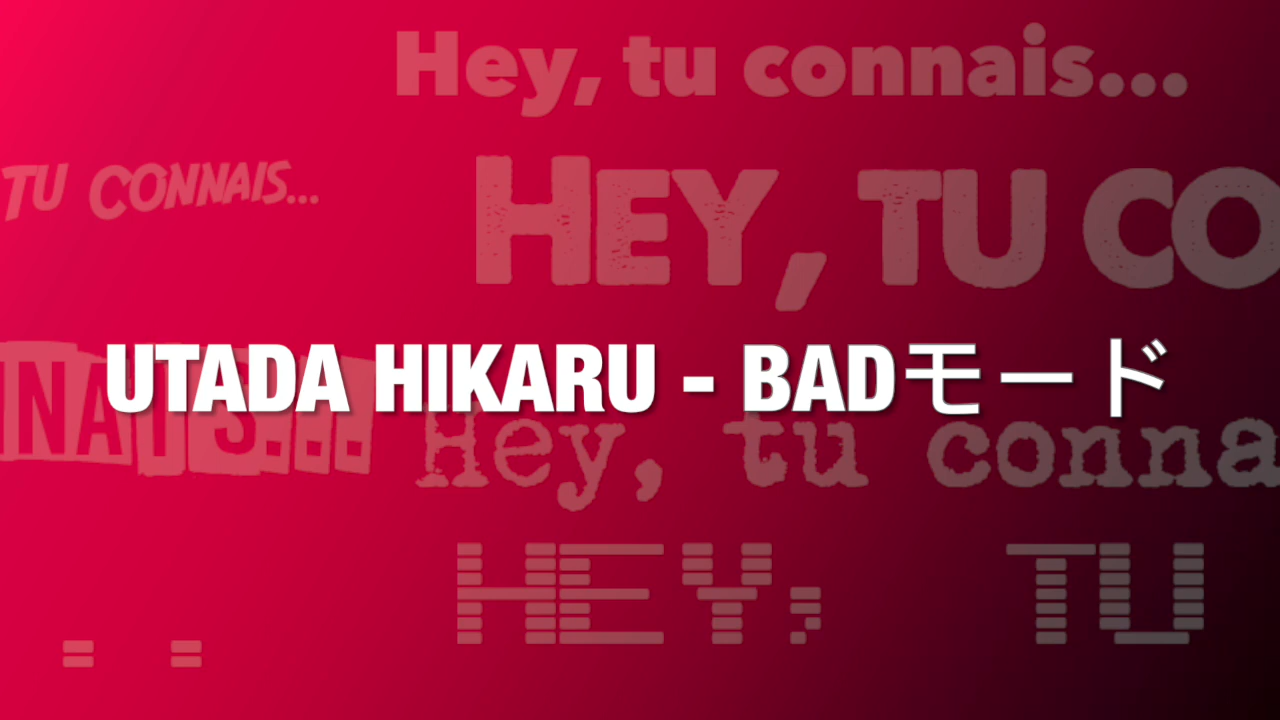 Hey, tu connais...
TU CONNAIS...
HEY, TU CO
UTADA HIKARU - BADモード
NAIS...
Hey, tu conna
HEY, TU